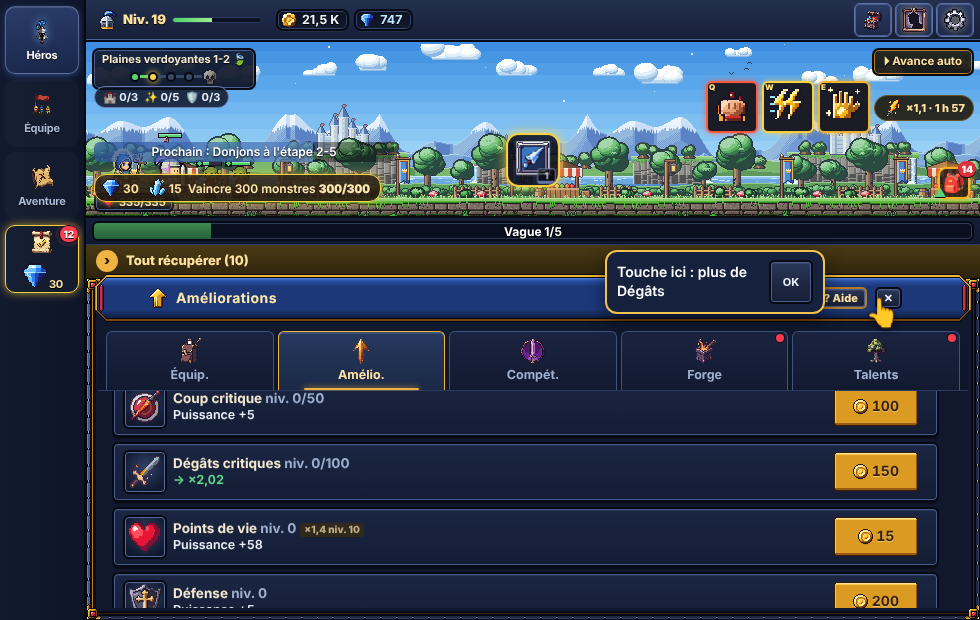 Niv. 19
21,5 K
747
Héros
Équipe
Aventure
12
30
Plaines verdoyantes 1-2
0/3
0/5
0/3
Avance auto
Q
W
E
×1,1 · 1 h 57
Prochain : Donjons à l'étape 2-5
30
15
Vaincre 300 monstres 300/300
335/335
14
Vague 1/5
Tout récupérer (10)
Améliorations
Touche ici : plus de
Dégâts
OK
? Aide
×
Équip.
Amélio.
Compét.
Forge
Talents
Coup critique niv. 0/50
Puissance +5
100
Dégâts critiques niv. 0/100
→ ×2,02
150
Points de vie niv. 0 ×1,4 niv. 10
Puissance +58
15
Défense niv. 0
Puissance +5
200